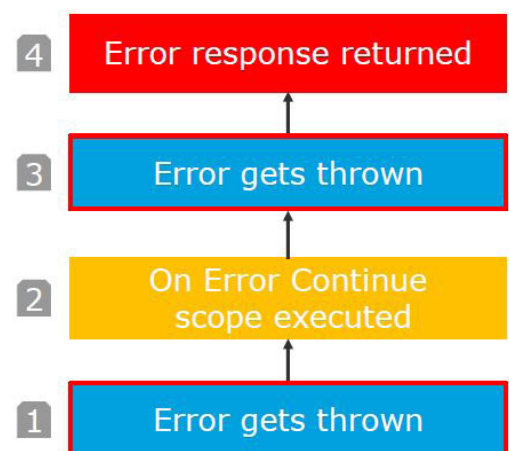 4
Error response returned
3
Error gets thrown
2
On Error Continue
scope executed
1
Error gets thrown